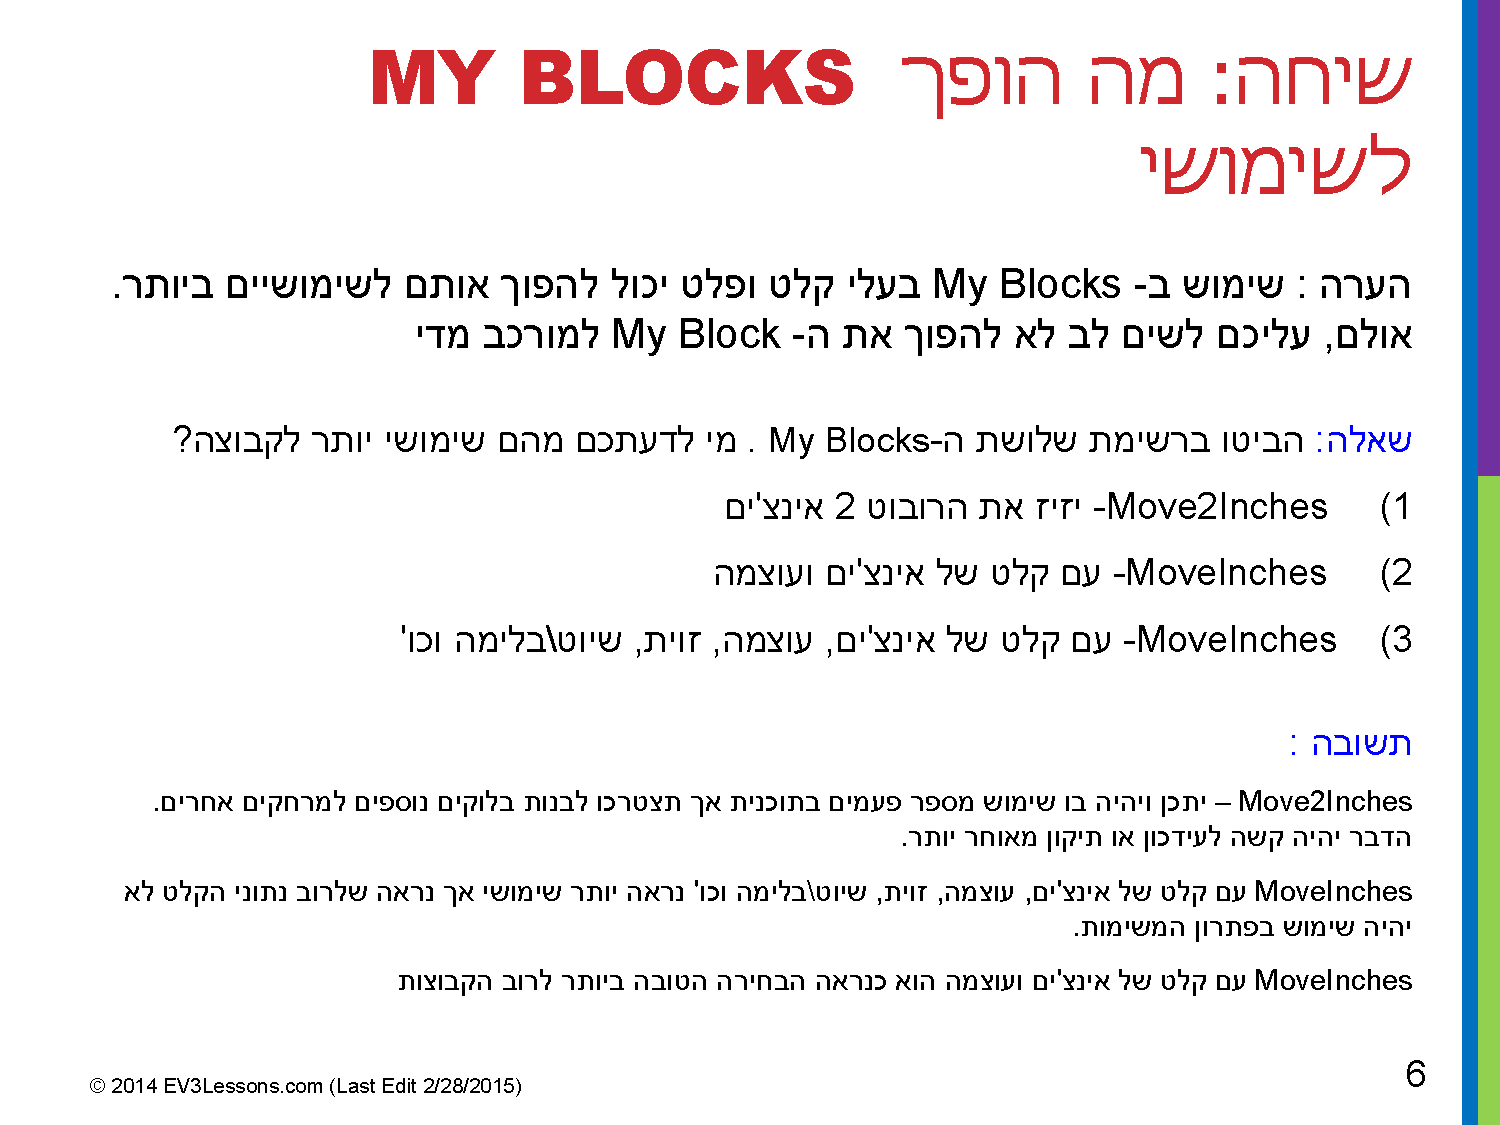 שיחה: מה הופך MY BLOCKS
לשימושי
הערה : שימוש ב- My Blocks בעלי קלט ופלט יכול להפוך אותם לשימושיים ביותר.
אולם, עליכם לשים לב לא להפוך את ה- My Block למורכב מדי
שאלה: הביטו ברשימת שלושת ה-My Blocks . מי לדעתכם מהם שימושי יותר לקבוצה?
1) Move2Inches- יזיז את הרובוט 2 אינצ'ים
2) MoveInches- עם קלט של אינצ'ים ועוצמה
3) MoveInches- עם קלט של אינצ'ים, עוצמה, זוית, שיוט\בלימה וכו'
תשובה :
Move2Inches – יתכן ויהיה בו שימוש מספר פעמים בתוכנית אך תצטרכו לבנות בלוקים נוספים למרחקים אחרים.
הדבר יהיה קשה לעידכון או תיקון מאוחר יותר.
MoveInches עם קלט של אינצ'ים, עוצמה, זוית, שיוט\בלימה וכו' נראה יותר שימושי אך נראה שלרוב נתוני הקלט לא
יהיה שימוש בפתרון המשימות.
MoveInches עם קלט של אינצ'ים ועוצמה הוא כנראה הבחירה הטובה ביותר לרוב הקבוצות
© 2014 EV3Lessons.com (Last Edit 2/28/2015)
6